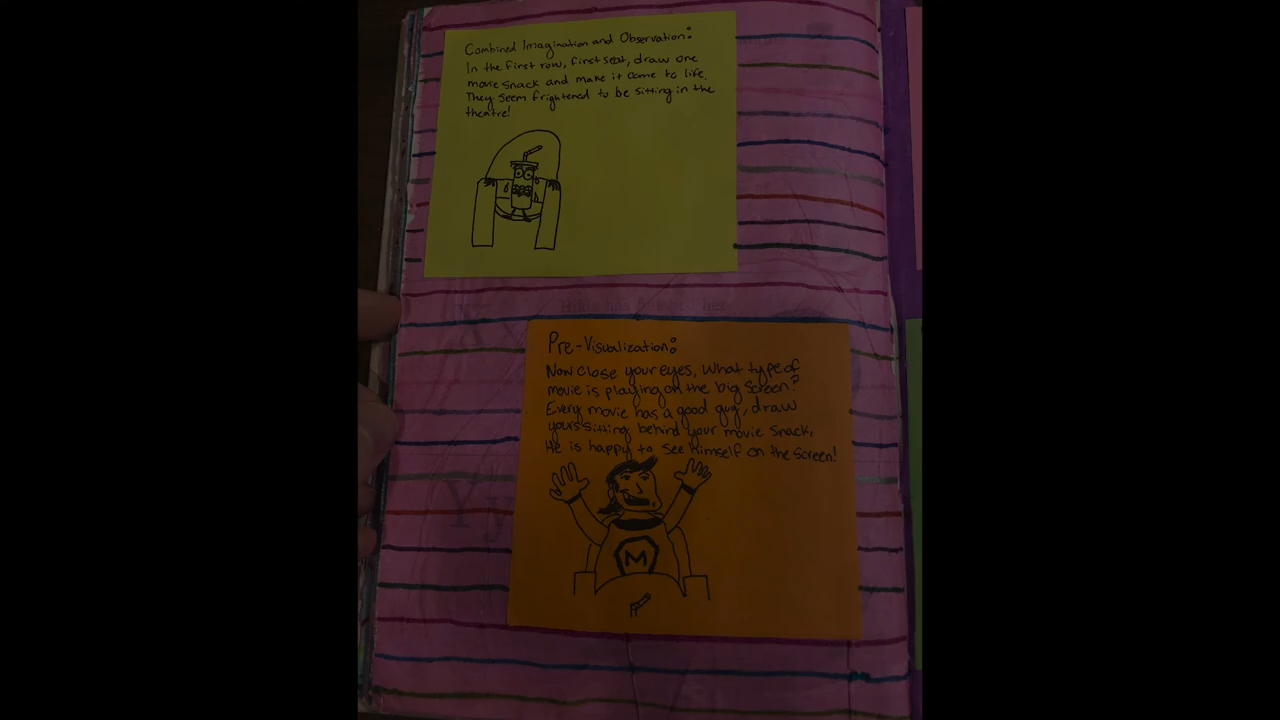 Combined Imagination and Observation:
In the first row, first seat, draw one
movie snack and make it come to life.
They seem frightened to be sitting in the
theatre!
Pre-Visualization:
Now close your eyes, What type of
movie is playing on the big screen?
Every movie has a good guy, draw
yours sitting behind your movie snack.
He is happy to see himself on the screen!
M
Yy